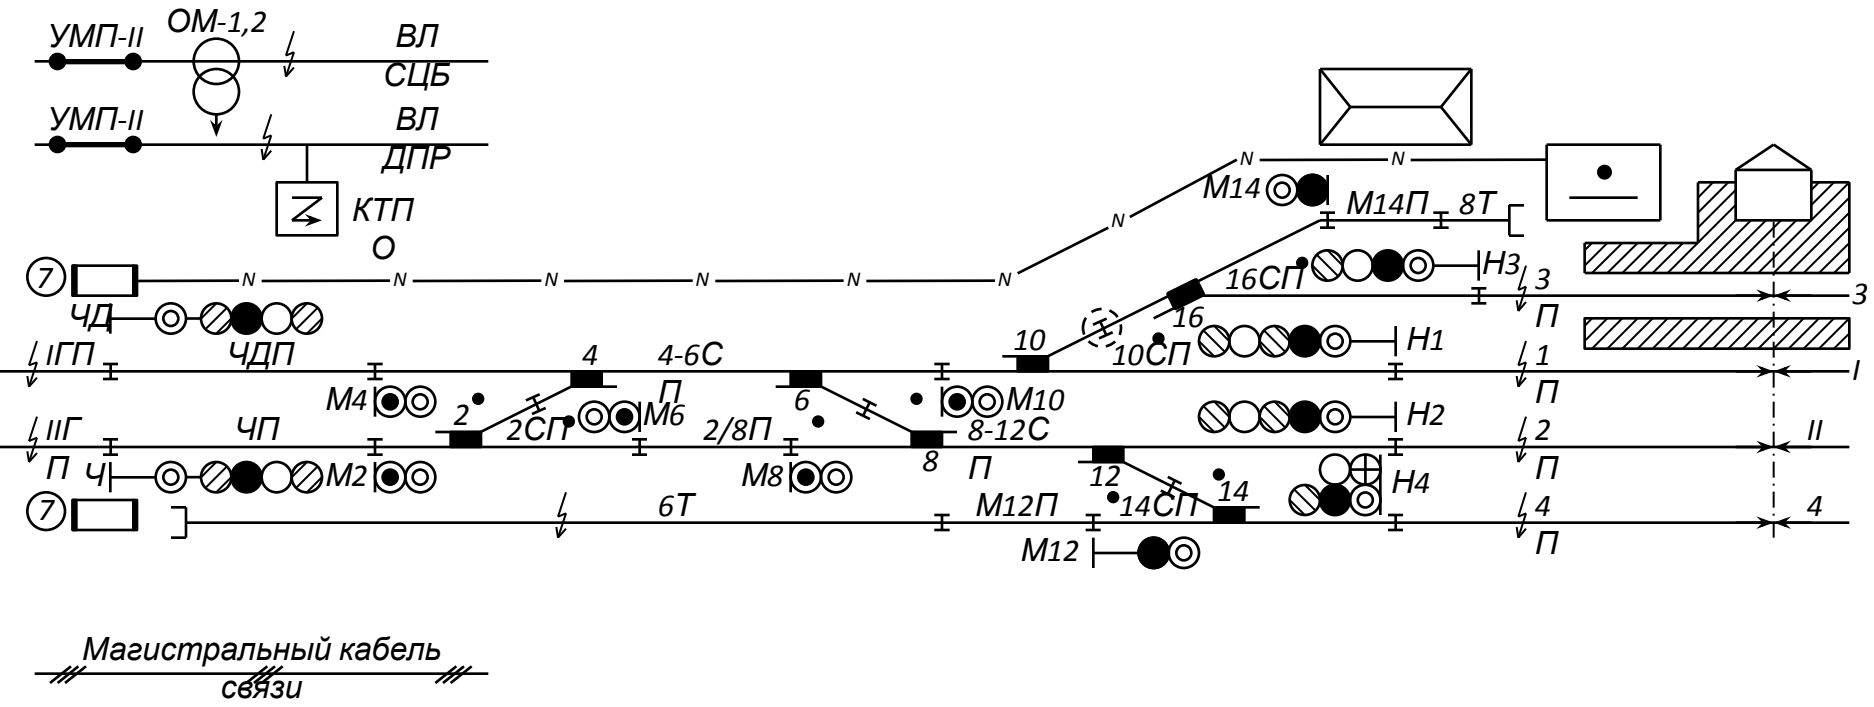 ОМ-1,2
УМП-II ВЛ
СЦБ
УМП-II ВЛ
ДПР
N N
М14 М14П 8Т
КТП
О
N
7 N N N N N N 16СП Н3 3
3
ЧД 16 П
10 Н1
IГП ЧДП 4 4-6С 10СП 1
П I
М4 6 М10 П
2 М6 Н2
IIГ ЧП 2СП 2/8П 8-12С 2 II
П Ч М2 М8 8 П 12 П
14 Н4
7 6Т М12П 14СП 4 4
М12 П
Магистральный кабель
связи